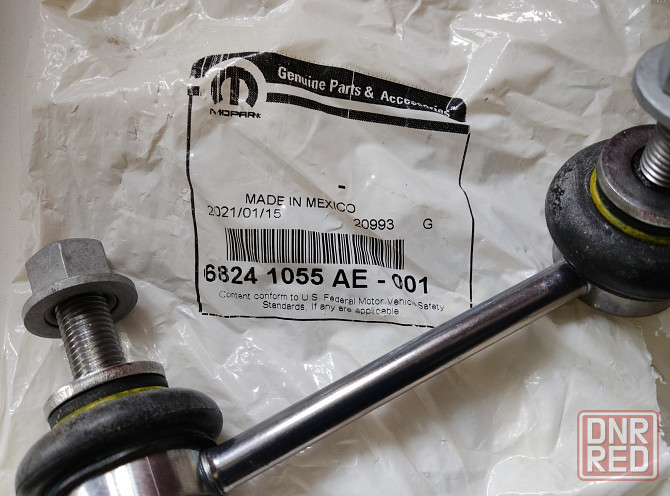 Genuine Parts & Accessories
MOPAR
MADE IN MEXICO
2021/01/15
20993 G
6824 1055 AE - 001
Content conform to U.S. Federal Motor Vehicle Safety
Standards, if any are applicable
DNR
RED